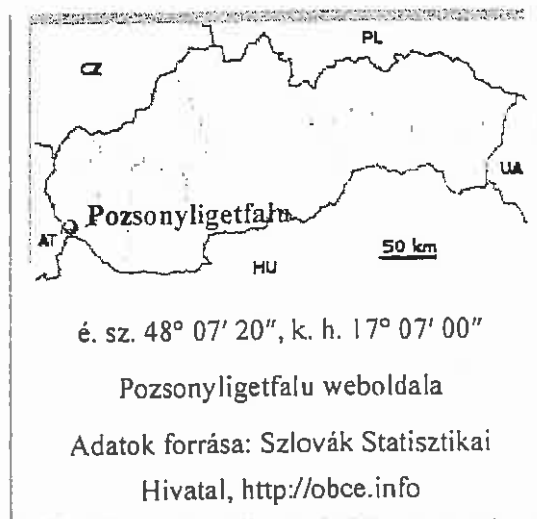 PL
CZ
UA
Pozsonyligetfalu
AT
50 km
HU
é. sz. 48° 07′ 20″, k. h. 17° 07′ 00″
Pozsonyligetfalu weboldala
Adatok forrása: Szlovák Statisztikai
Hivatal, http://obce.info